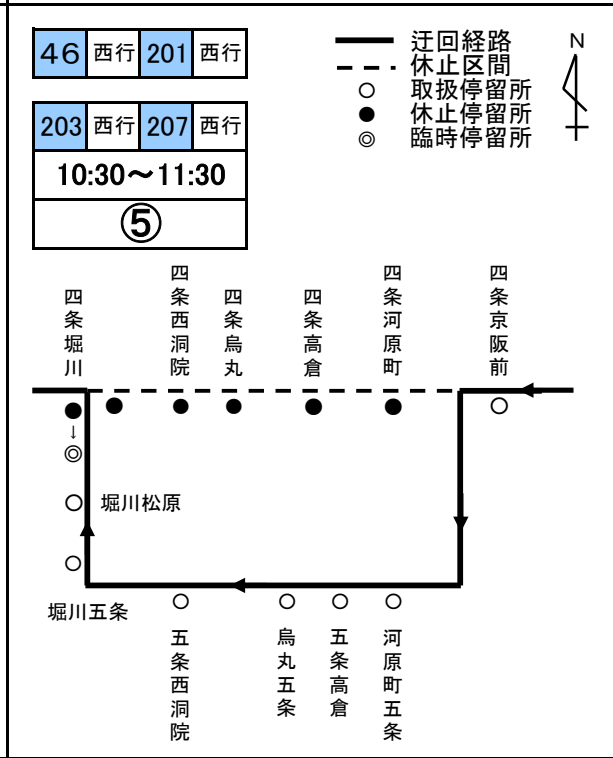 46 西行 201 西行
203 西行 207 西行
10:30～11:30
⑤
迂回経路
休止区間
取扱停留所
休止停留所
臨時停留所
N
四条堀川
四条西洞院
四条烏丸
四条高倉
四条河原町
四条京阪前
堀川松原
堀川五条
五条西洞院
烏丸五条
五条高倉
河原町五条